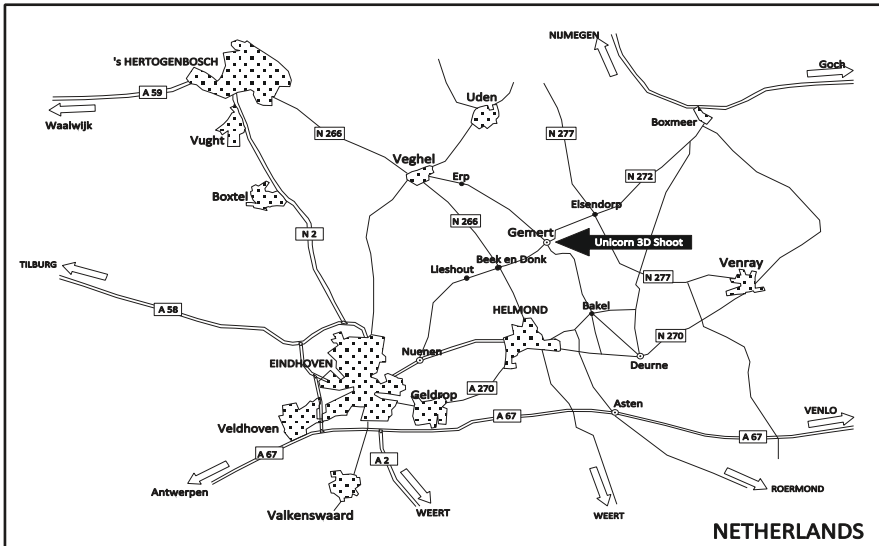 NIJMEGEN
's HERTOGENBOSCH
Goch
A 59
Uden
Waalwijk
Boxmeer
Vught
N 266
N 277
Veghel
Erp
N 272
Boxtel
Elsendorp
N 266
N 2
Gemert
Unicorn 3D Shoot
TILBURG
Beek en Donk
Venray
Lieshout
N 277
A 58
HELMOND
Bakel
N 270
EINDHOVEN
Nuenen
Deurne
Geldrop
A 270
Asten
VENLO
Veldhoven
A 67
A 67
A 67
A 2
Antwerpen
ROERMOND
Valkenswaard
WEERT
WEERT
NETHERLANDS